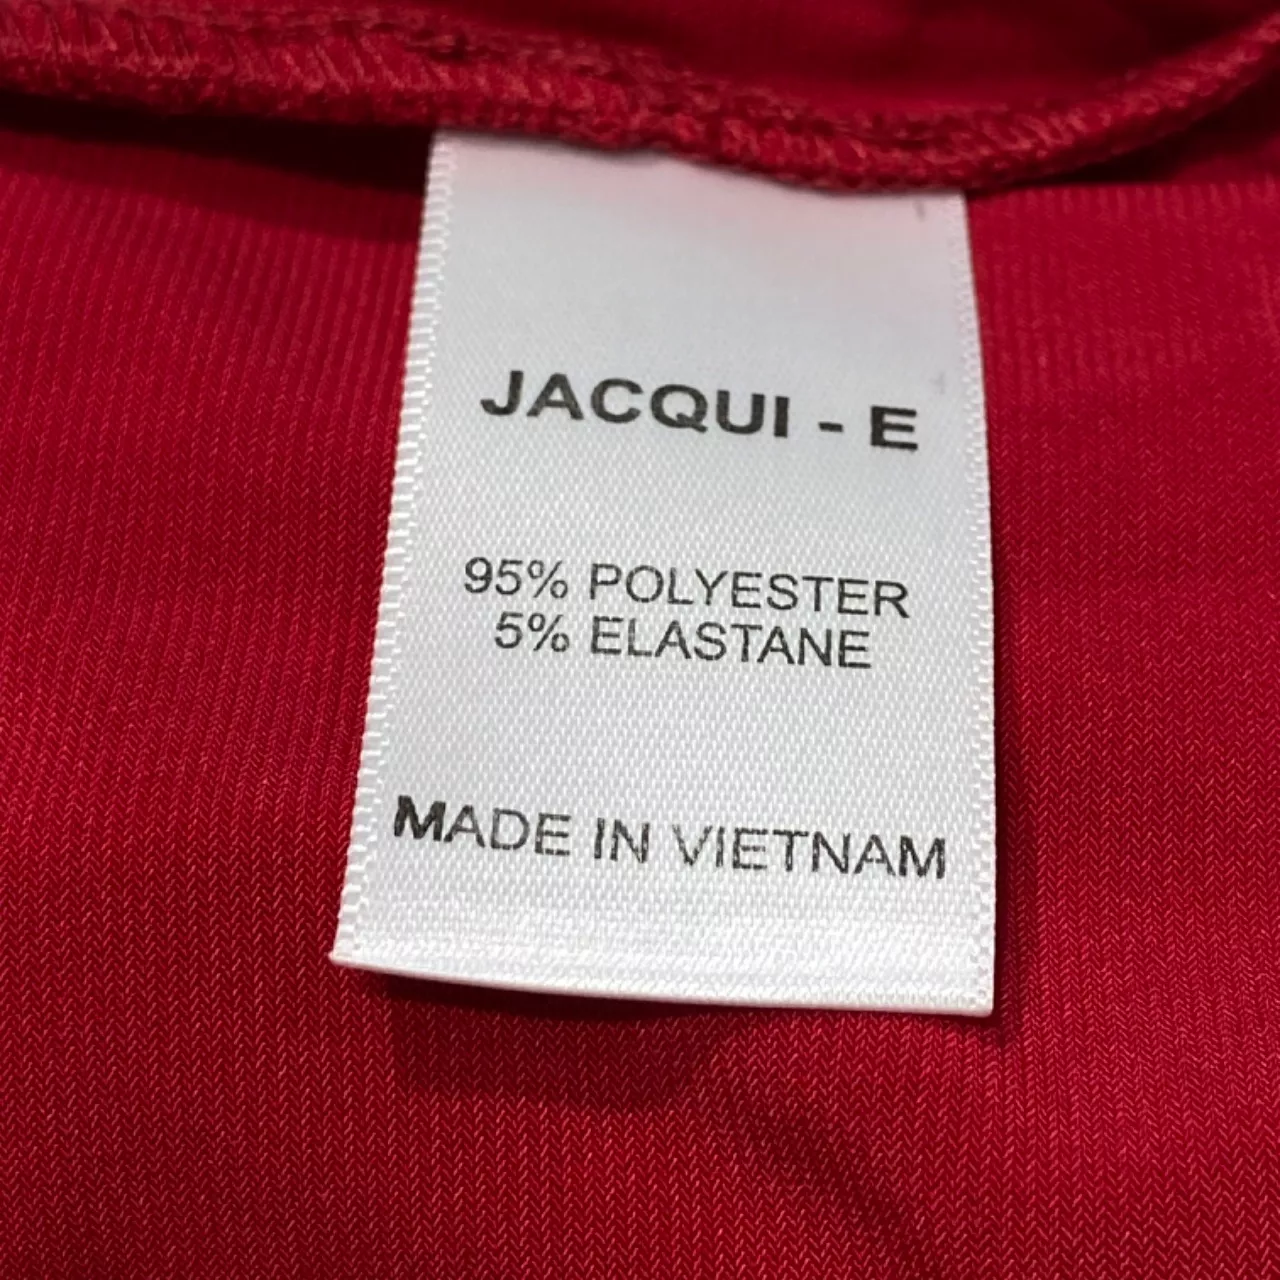 JACQUI - E
95% POLYESTER
5% ELASTANE
MADE IN VIETNAM